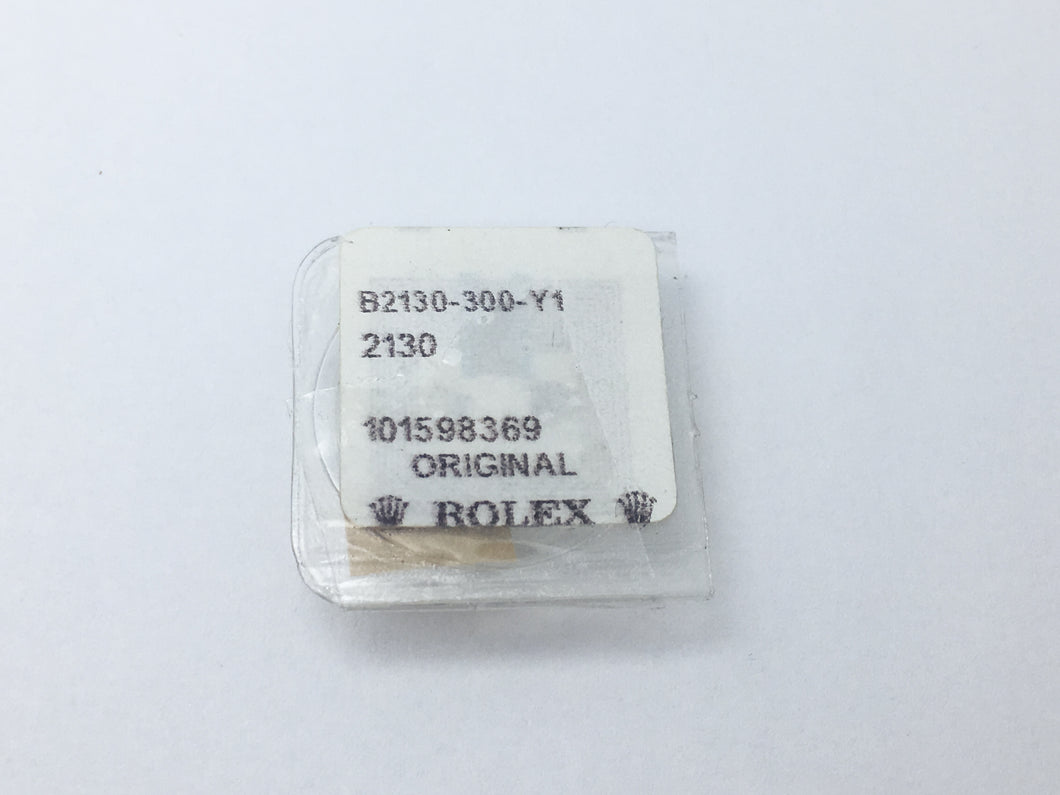 B2130-300-Y1
2130
101598369
ORIGINAL
ROLEX